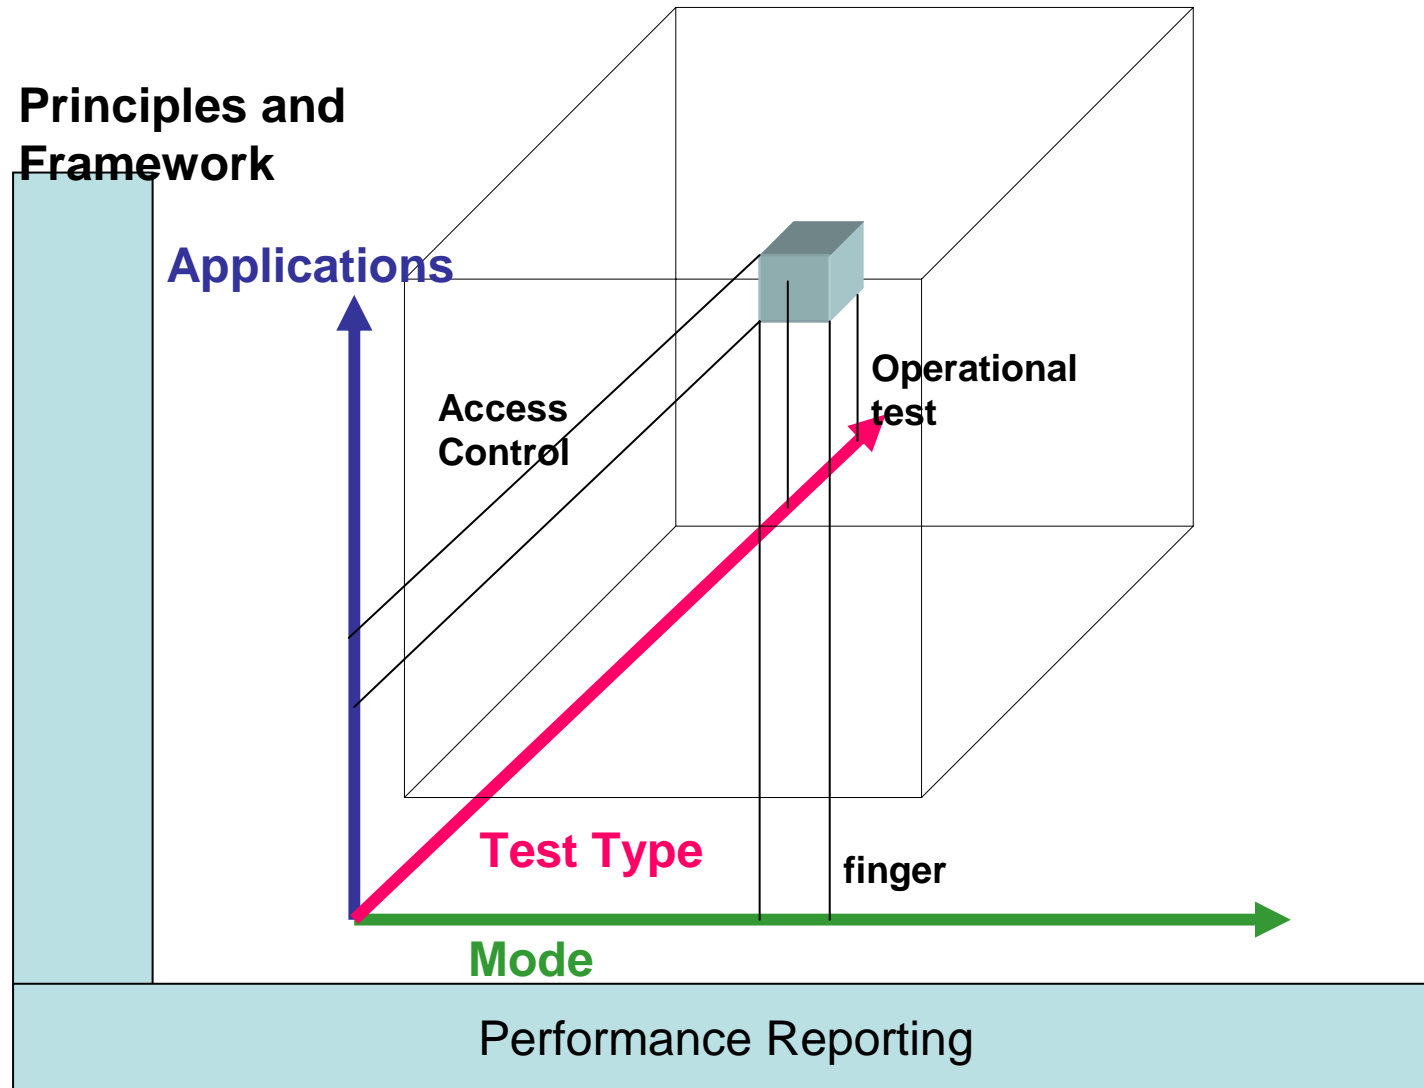 Principles and
Framework
Applications
Operational
test
Access
Control
Test Type
finger
Mode
Performance Reporting